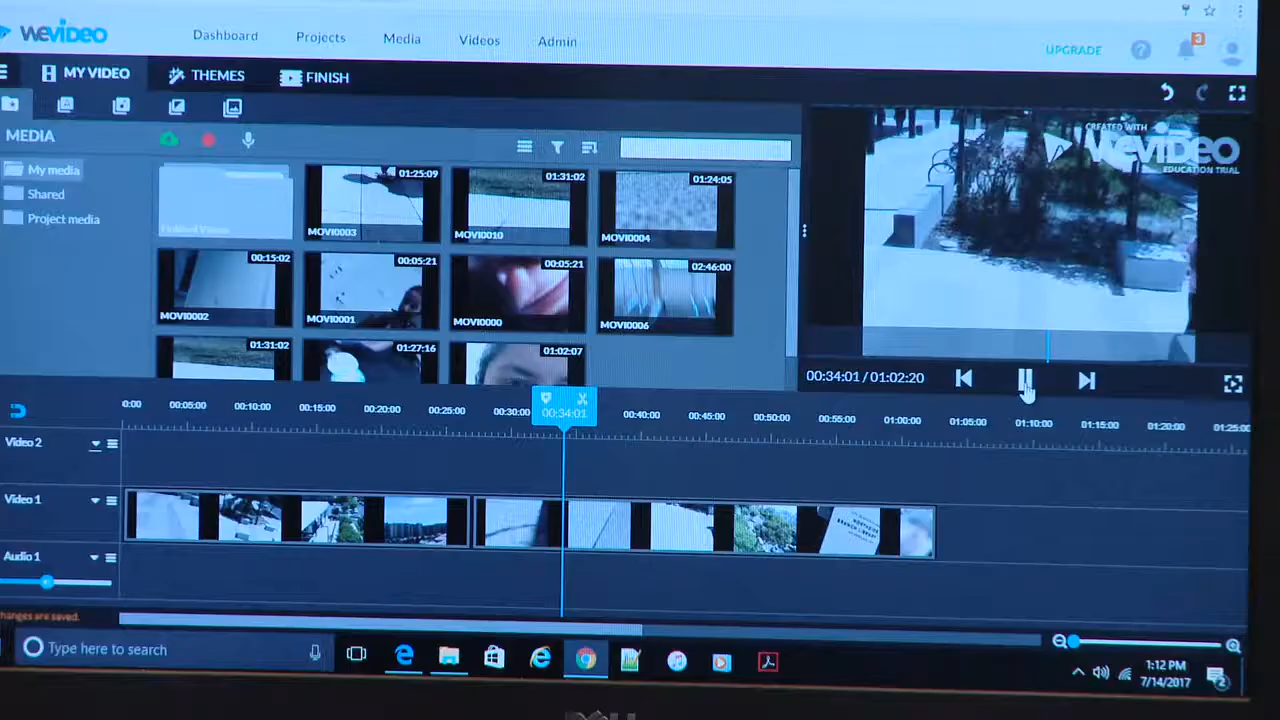 WEVIDEO
Dashboard Projects Media Videos Admin
UPGRADE
3
MY VIDEO THEMES FINISH
MEDIA
My media
Shared
Project media
01:25:09
MOVI0003
01:31:02
MOVI0010
01:24:05
MOVI0004
00:15:02
MOVI0002
00:05:21
MOVI0001
00:05:21
MOVI0000
02:46:00
MOVI0006
01:31:02
01:27:16
01:02:07
CREATED WITH
WEVIDEO
EDUCATION TRIAL
00:34:01 / 01:02:20
00:34:01
0:00 00:05:00 00:10:00 00:15:00 00:20:00 00:25:00 00:30:00 00:40:00 00:45:00 00:50:00 00:55:00 01:00:00 01:05:00 01:10:00 01:15:00 01:20:00 01:25:00
Video 2
Video 1
Audio 1
hanges are saved.
Type here to search
1:12 PM
7/14/2017
2
DELL